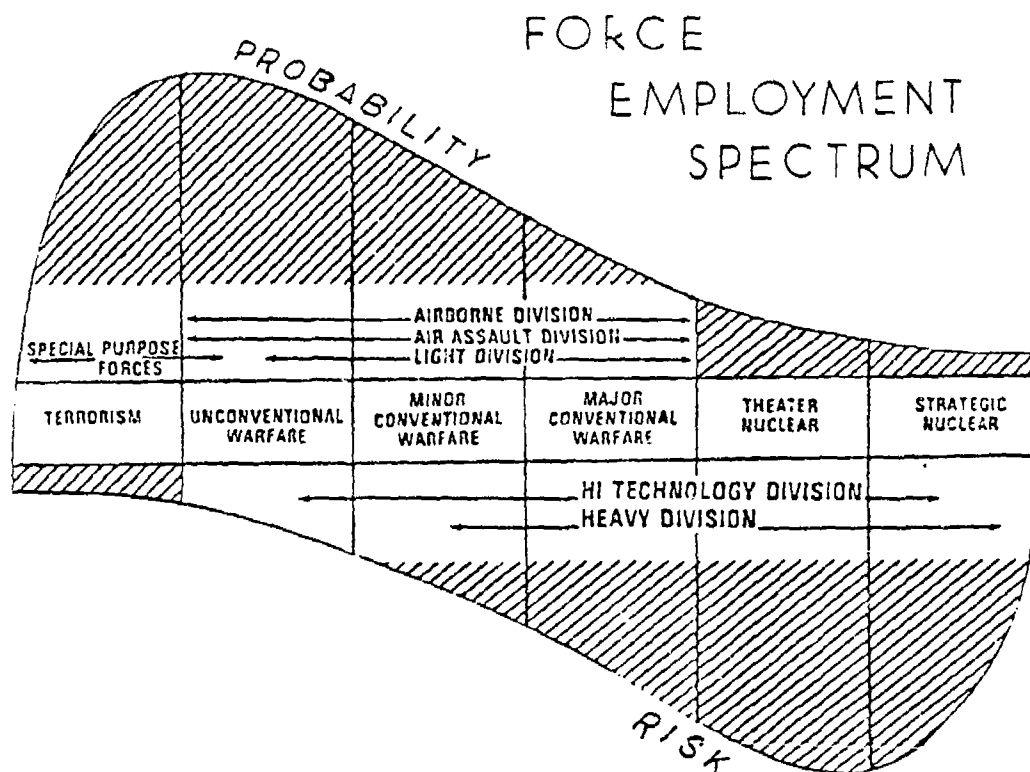 FORCE
EMPLOYMENT
SPECTRUM
PROBABILITY
AIRBORNE DIVISION
AIR ASSAULT DIVISION
LIGHT DIVISION
SPECIAL PURPOSE
FORCES
TERRORISM
UNCONVENTIONAL
WARFARE
MINOR
CONVENTIONAL
WARFARE
MAJOR
CONVENTIONAL
WARFARE
THEATER
NUCLEAR
STRATEGIC
NUCLEAR
HI TECHNOLOGY DIVISION
HEAVY DIVISION
RISK